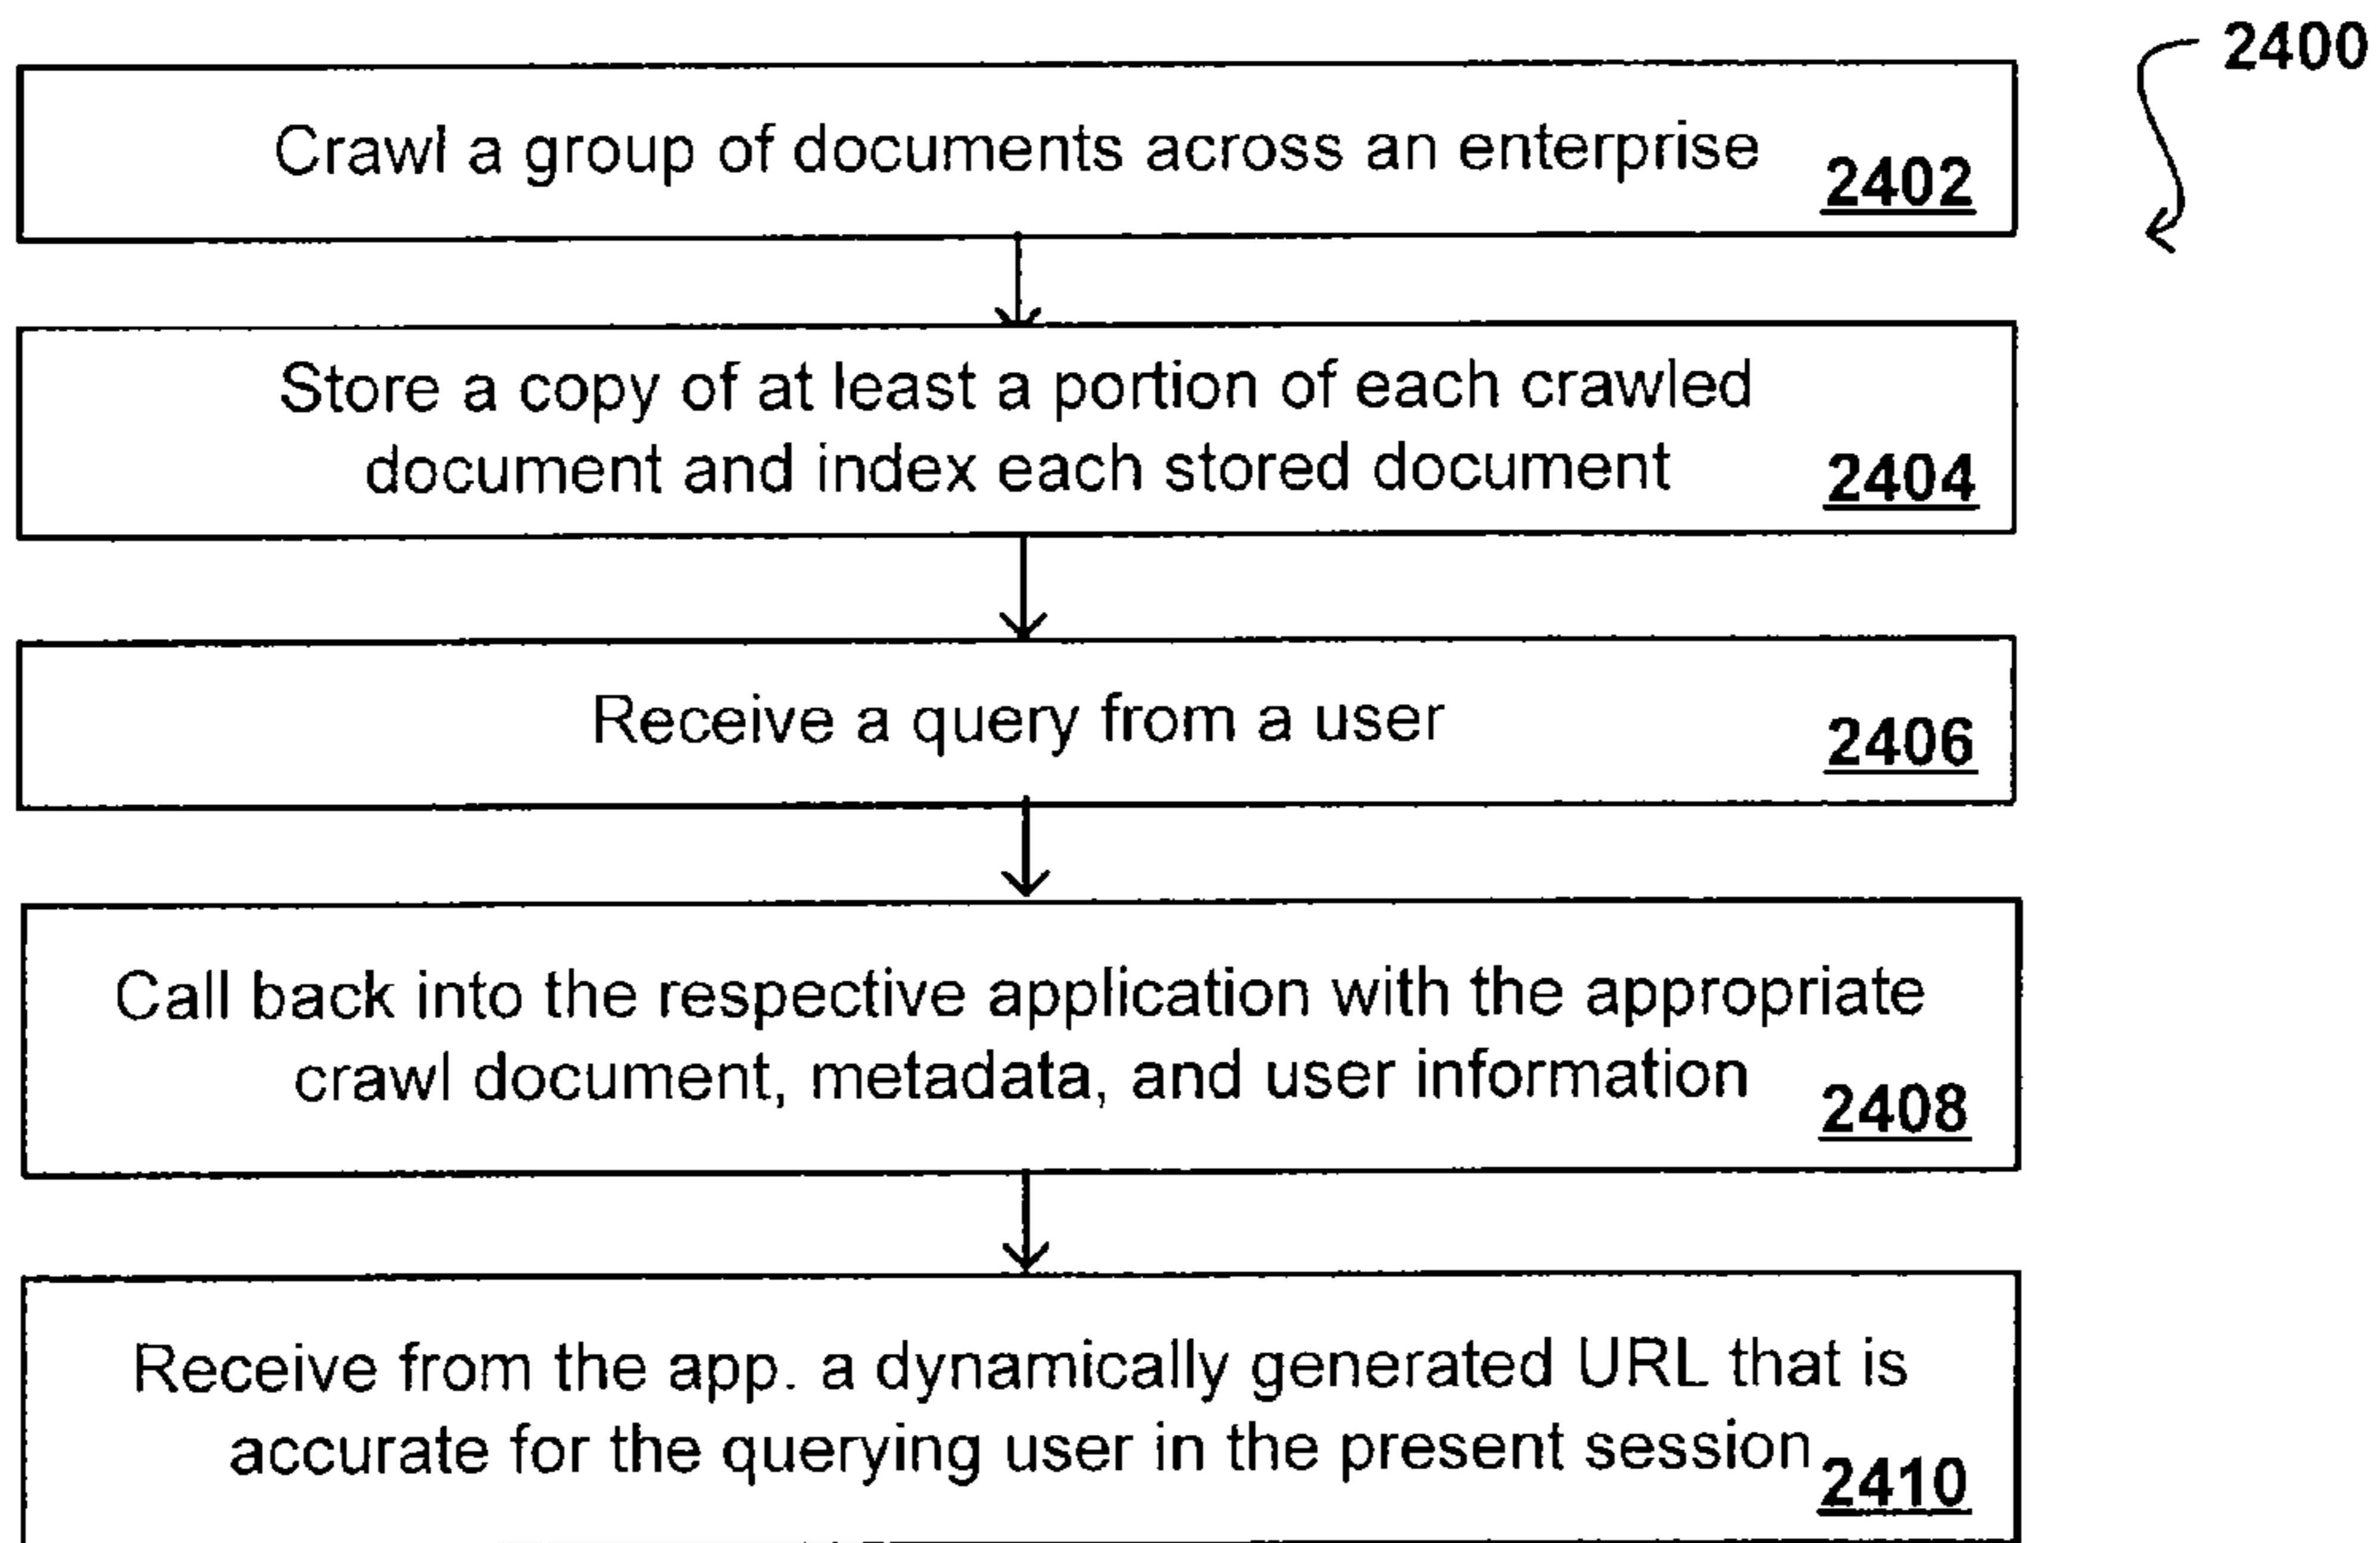 2400
Crawl a group of documents across an enterprise
2402
Store a copy of at least a portion of each crawled
document and index each stored document
2404
Receive a query from a user
2406
Call back into the respective application with the appropriate
crawl document, metadata, and user information
2408
Receive from the app. a dynamically generated URL that is
accurate for the querying user in the present session
2410